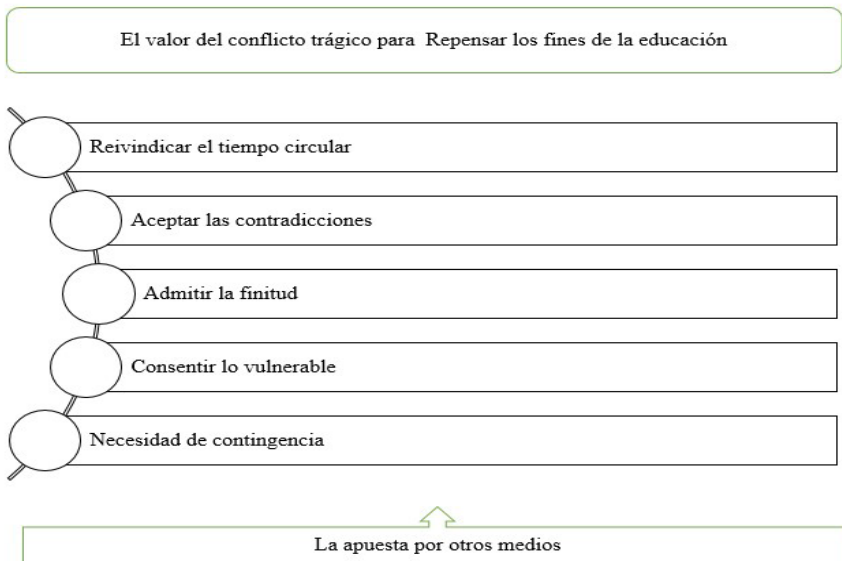 El valor del conflicto trágico para Repensar los fines de la educación
Reivindicar el tiempo circular
Aceptar las contradicciones
Admitir la finitud
Consentir lo vulnerable
Necesidad de contingencia
La apuesta por otros medios